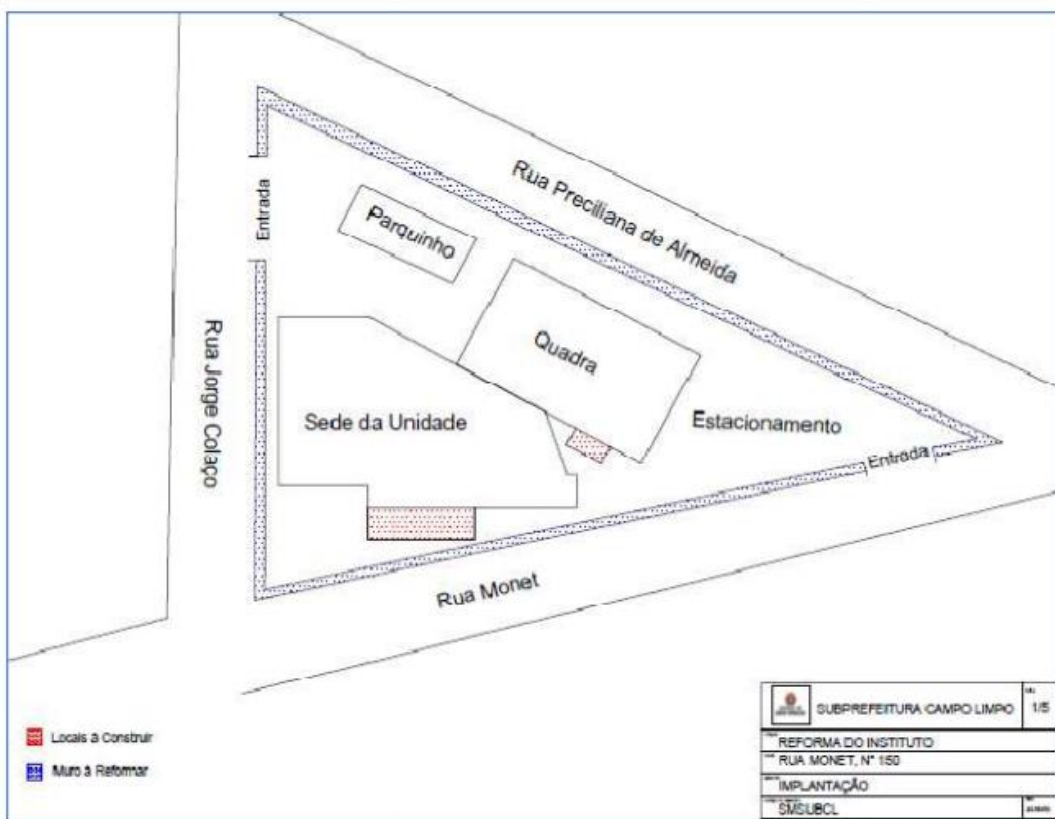 Rua Preciliana de Almeida
Entrada
Parquinho
Quadra
Rua Jorge Colaço
Sede da Unidade
Estacionamento
Entrada
Rua Monet
Locais à Construir
Muro à Reformar
SUBPREFEITURA CAMPO LIMPO
1/5
REFORMA DO INSTITUTO
RUA MONET, N° 150
IMPLANTAÇÃO
SMSUBCL